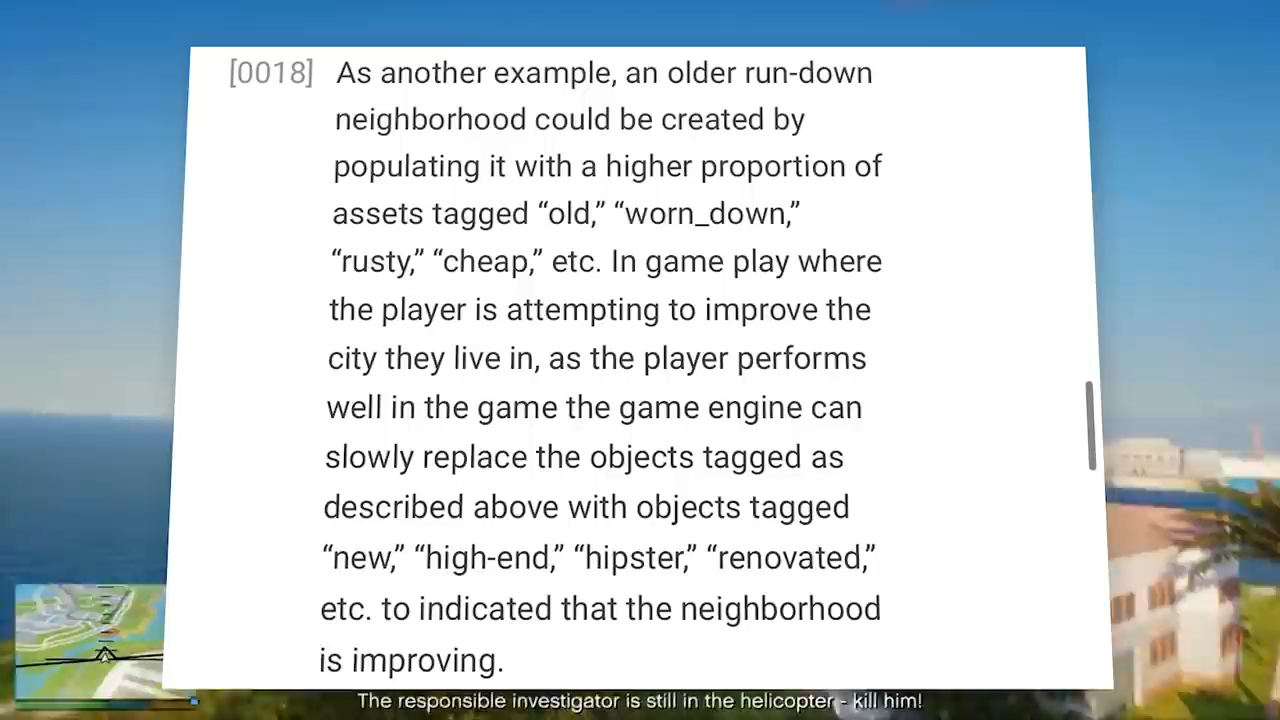 [0018] As another example, an older run-down
neighborhood could be created by
populating it with a higher proportion of
assets tagged “old,” “worn_down,”
“rusty,” “cheap,” etc. In game play where
the player is attempting to improve the
city they live in, as the player performs
well in the game the game engine can
slowly replace the objects tagged as
described above with objects tagged
“new,” “high-end,” “hipster,” “renovated,”
etc. to indicated that the neighborhood
is improving.
The responsible investigator is still in the helicopter - kill him!